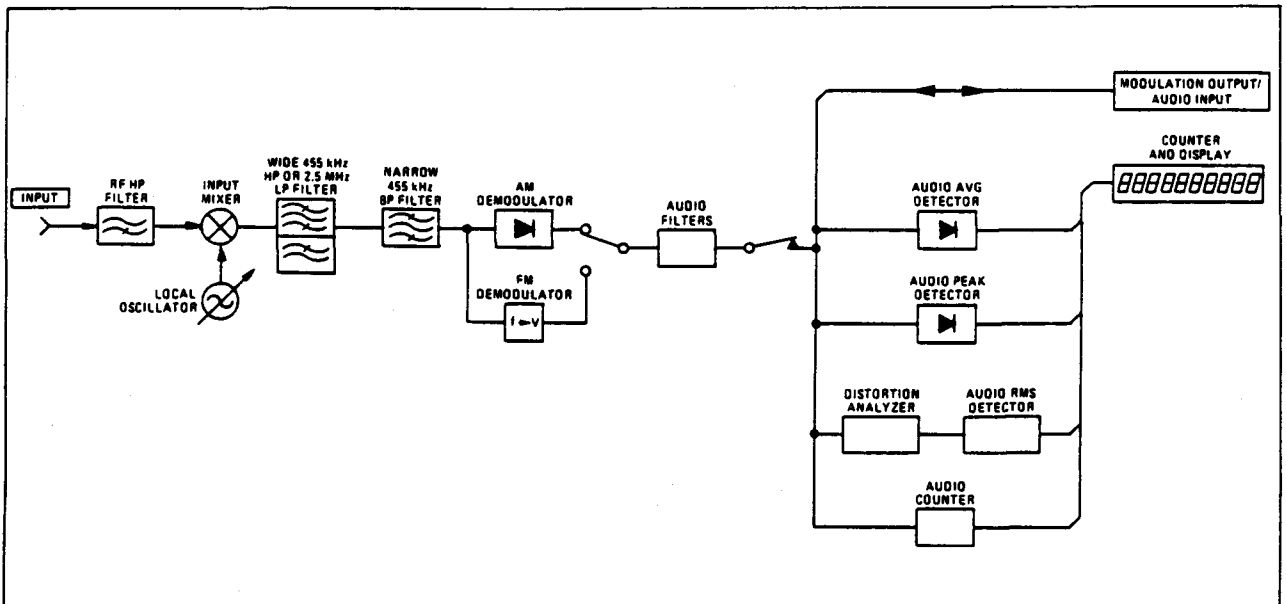 MODULATION OUTPUT/
AUDIO INPUT
COUNTER
AND DISPLAY
8888888888
INPUT
RF HP
FILTER
INPUT
MIXER
LOCAL
OSCILLATOR
WIDE 455 kHz
HP OR 2.5 MHz
LP FILTER
NARROW
455 kHz
BP FILTER
AM
DEMODULATOR
FM
DEMODULATOR
f V
AUDIO
FILTERS
AUDIO AVG
DETECTOR
AUDIO PEAK
DETECTOR
DISTORTION
ANALYZER
AUDIO RMS
DETECTOR
AUDIO
COUNTER